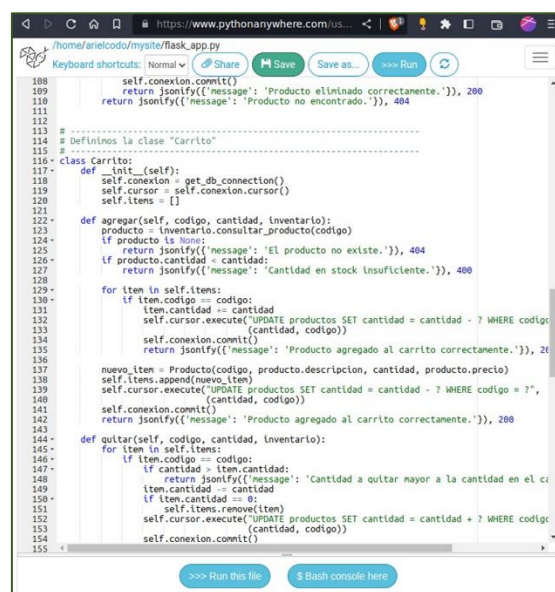 https://www.pythonanywhere.com/us...
/home/arielcodo/mysite/flask_app.py
Keyboard shortcuts: Normal Share Save Save as... >>> Run
108 self.conexion.commit()
109 return jsonify({'message': 'Producto eliminado correctamente.'}), 200
110 return jsonify({'message': 'Producto no encontrado.'}), 404
111
112
113 # --------------------------------------------------------------------
114 # Definimos la clase "Carrito"
115 # --------------------------------------------------------------------
116 class Carrito:
117 def __init__(self):
118 self.conexion = get_db_connection()
119 self.cursor = self.conexion.cursor()
120 self.items = []
121
122 def agregar(self, codigo, cantidad, inventario):
123 producto = inventario.consultar_producto(codigo)
124 if producto is None:
125 return jsonify({'message': 'El producto no existe.'}), 404
126 if producto.cantidad < cantidad:
127 return jsonify({'message': 'Cantidad en stock insuficiente.'}), 400
128
129 for item in self.items:
130 if item.codigo == codigo:
131 item.cantidad += cantidad
132 self.cursor.execute("UPDATE productos SET cantidad = cantidad - ? WHERE codigo
133 (cantidad, codigo))
134 self.conexion.commit()
135 return jsonify({'message': 'Producto agregado al carrito correctamente.'}), 20
136
137 nuevo_item = Producto(codigo, producto.descripcion, cantidad, producto.precio)
138 self.items.append(nuevo_item)
139 self.cursor.execute("UPDATE productos SET cantidad = cantidad - ? WHERE codigo = ?",
140 (cantidad, codigo))
141 self.conexion.commit()
142 return jsonify({'message': 'Producto agregado al carrito correctamente.'}), 200
143
144 def quitar(self, codigo, cantidad, inventario):
145 for item in self.items:
146 if item.codigo == codigo:
147 if cantidad > item.cantidad:
148 return jsonify({'message': 'Cantidad a quitar mayor a la cantidad en el ca
149 item.cantidad -= cantidad
150 if item.cantidad == 0:
151 self.items.remove(item)
152 self.cursor.execute("UPDATE productos SET cantidad = cantidad + ? WHERE codigo
153 (cantidad, codigo))
154 self.conexion.commit()
155
>>> Run this file $ Bash console here